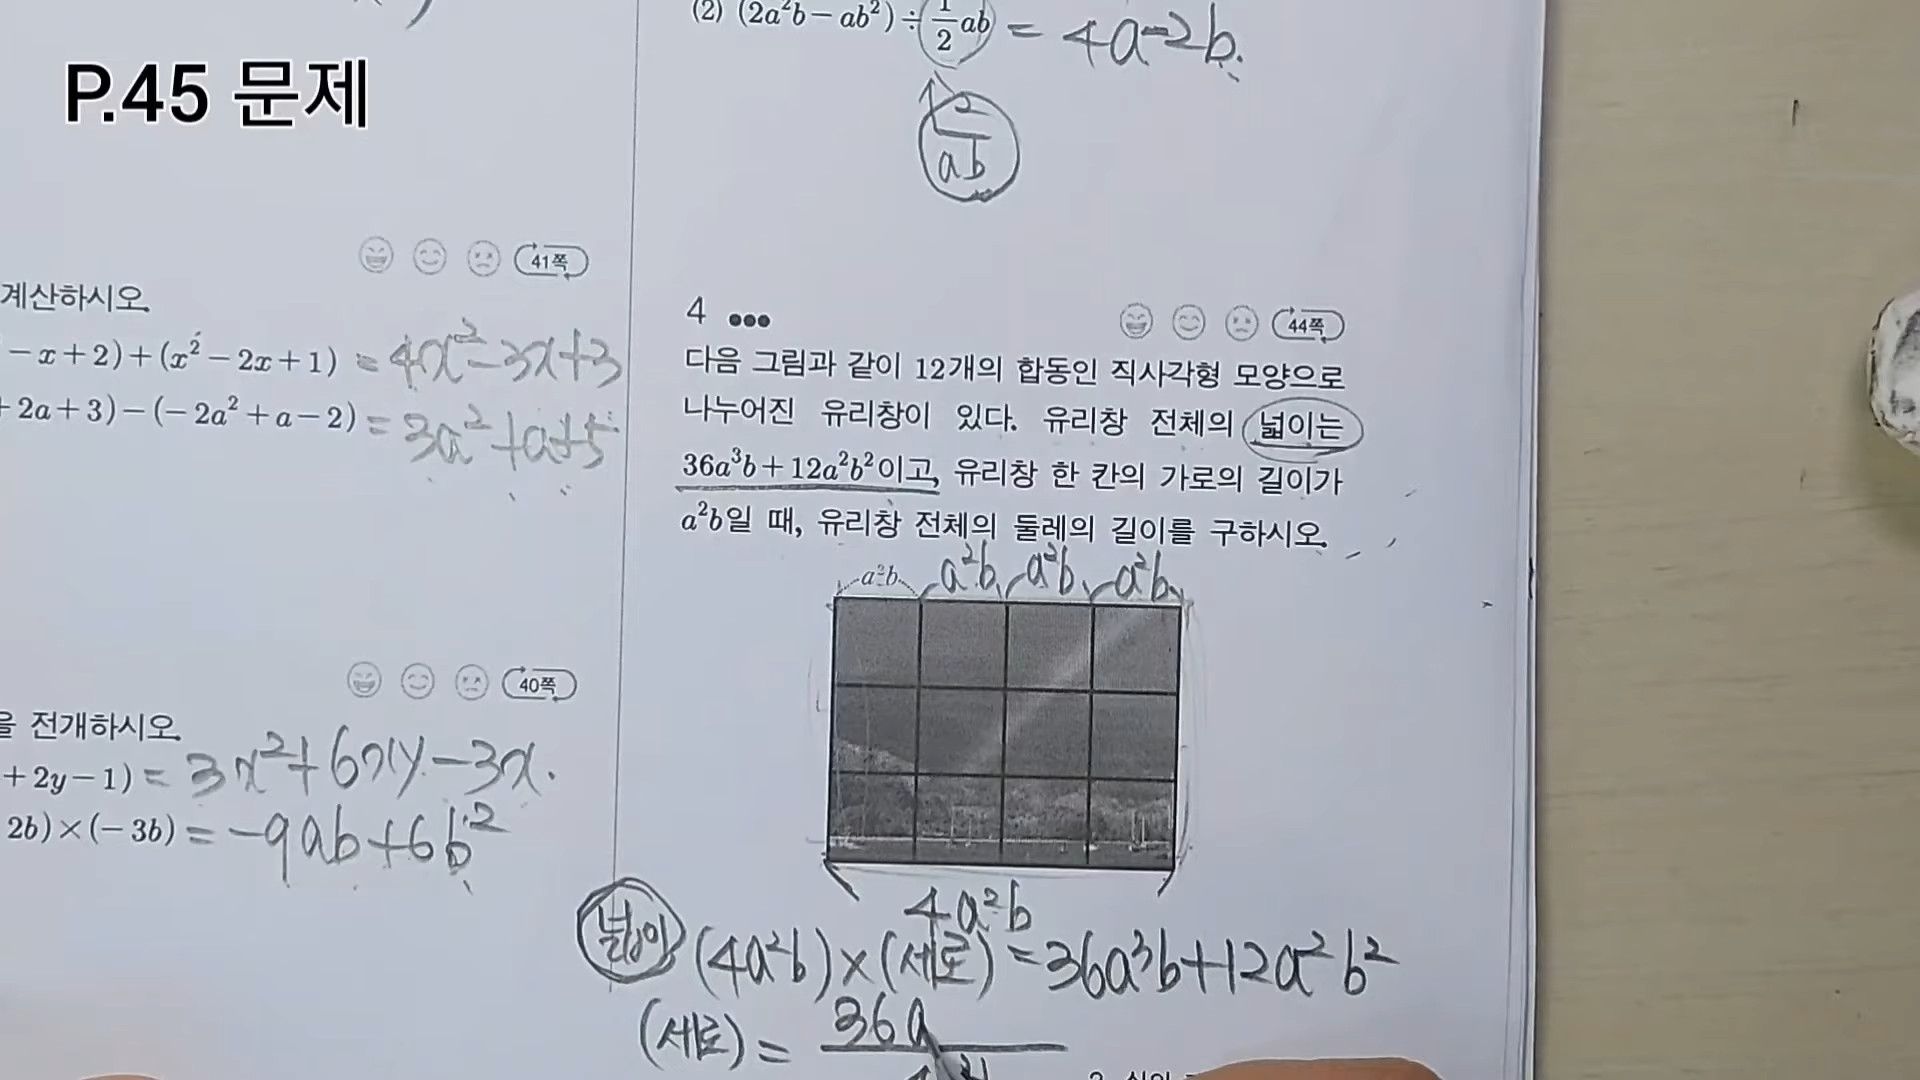 P.45 문제
계산하시오.
-x+2)+(x²-2x+1) = 4x²-3x+3
+2a+3)-(-2a²+a-2) = 3a²+a+5
41쪽
40쪽
을 전개하시오.
+2y-1) = 3x²+6xy-3x.
2b)×(-3b) = -9ab+6b²
(2) (2a²b-ab²)÷1/2ab = 4a-2b.
2/ab
4
44쪽
다음 그림과 같이 12개의 합동인 직사각형 모양으로
나누어진 유리창이 있다. 유리창 전체의 넓이는
36a³b+12a²b²이고, 유리창 한 칸의 가로의 길이가
a²b일 때, 유리창 전체의 둘레의 길이를 구하시오.
a²b a²b a²b a²b
4a²b
넓이 (4a²b)×(세로)=36a³b+12a²b²
(세로) = 36a